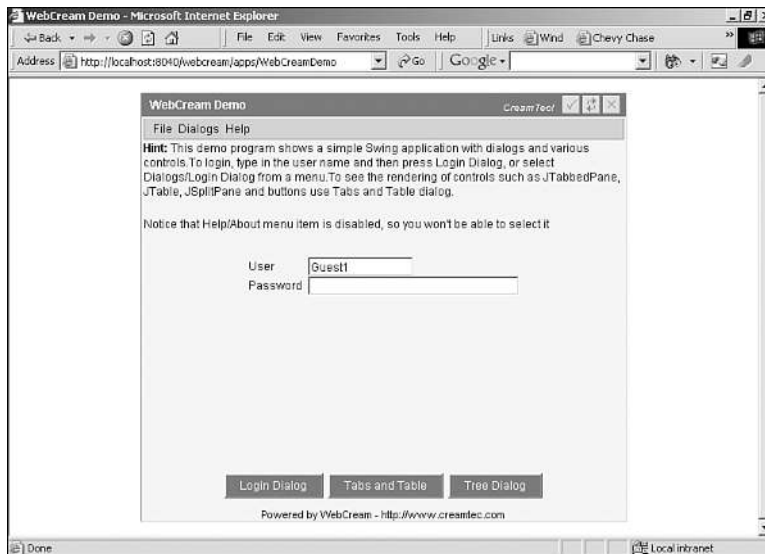 WebCream Demo - Microsoft Internet Explorer
Back File Edit View Favorites Tools Help Links Wind Chevy Chase
Address http://localhost:8040/webcream/apps/WebCreamDemo Go Google
WebCream Demo CreamTool
File Dialogs Help
Hint: This demo program shows a simple Swing application with dialogs and various
controls.To login, type in the user name and then press Login Dialog, or select
Dialogs/Login Dialog from a menu.To see the rendering of controls such as JTabbedPane,
JTable, JSplitPane and buttons use Tabs and Table dialog.
Notice that Help/About menu item is disabled, so you won't be able to select it
User Guest1
Password
Login Dialog Tabs and Table Tree Dialog
Powered by WebCream - http://www.creamtec.com
Done Local intranet